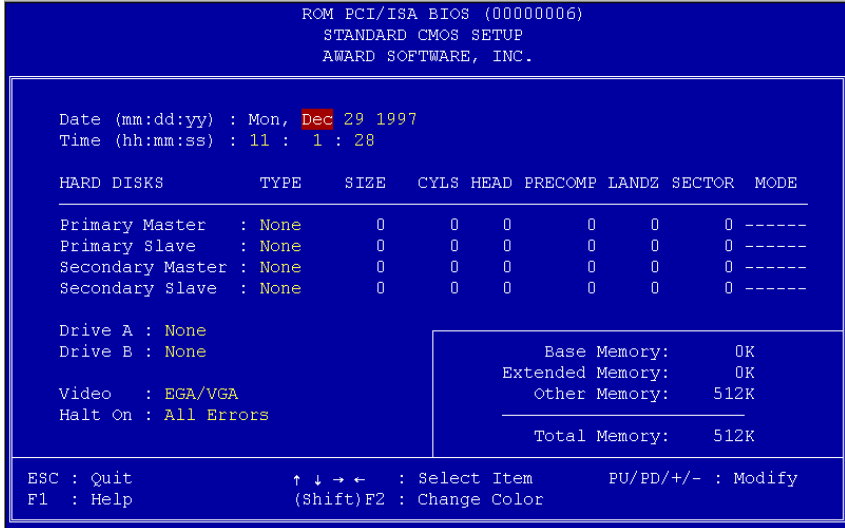 ROM PCI/ISA BIOS (00000006)
STANDARD CMOS SETUP
AWARD SOFTWARE, INC.
Date (mm:dd:yy) : Mon, Dec 29 1997
Time (hh:mm:ss) : 11 : 1 : 28
HARD DISKS TYPE SIZE CYLS HEAD PRECOMP LANDZ SECTOR MODE
Primary Master : None 0 0 0 0 0 0 ------
Primary Slave : None 0 0 0 0 0 0 ------
Secondary Master : None 0 0 0 0 0 0 ------
Secondary Slave : None 0 0 0 0 0 0 ------
Drive A : None
Drive B : None
Video : EGA/VGA
Halt On : All Errors
Base Memory: 0K
Extended Memory: 0K
Other Memory: 512K
Total Memory: 512K
ESC : Quit ↑ ↓ → ← : Select Item PU/PD/+/- : Modify
F1 : Help (Shift)F2 : Change Color